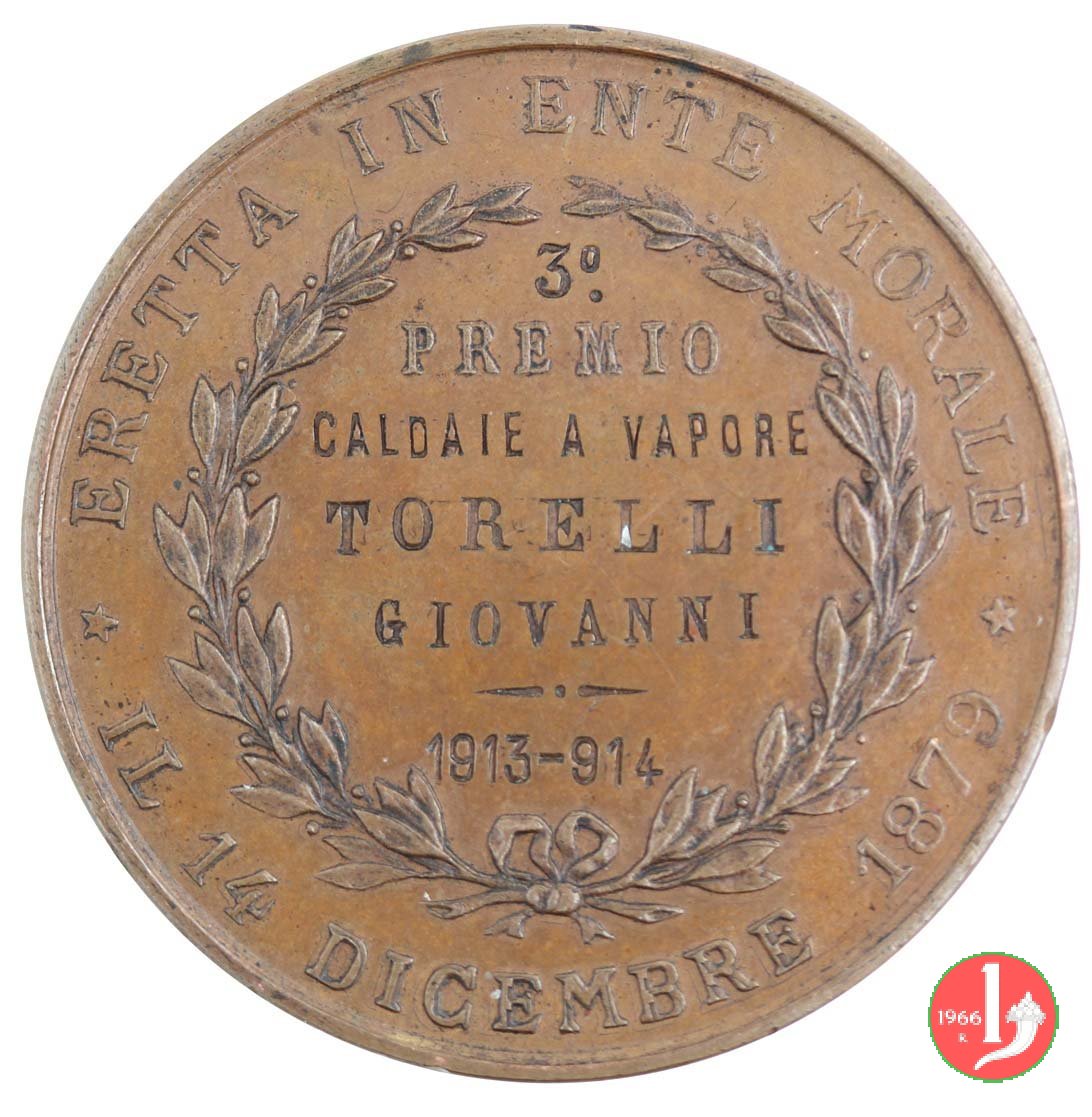 ERETTA IN ENTE MORALE
3º.
PREMIO
CALDAIE A VAPORE
TORELLI
GIOVANNI
1913-914
IL 14 DICEMBRE 1879
1966
R